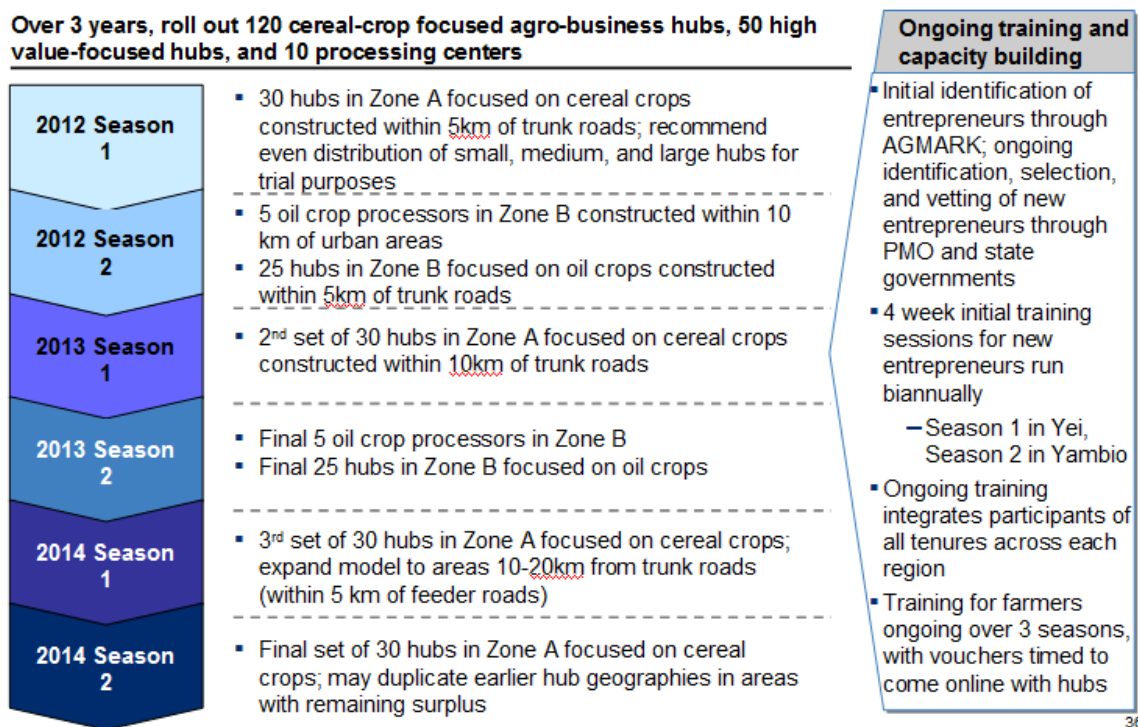 Over 3 years, roll out 120 cereal-crop focused agro-business hubs, 50 high
value-focused hubs, and 10 processing centers
2012 Season
1
▪ 30 hubs in Zone A focused on cereal crops
constructed within 5km of trunk roads; recommend
even distribution of small, medium, and large hubs for
trial purposes
2012 Season
2
▪ 5 oil crop processors in Zone B constructed within 10
km of urban areas
▪ 25 hubs in Zone B focused on oil crops constructed
within 5km of trunk roads
2013 Season
1
▪ 2nd set of 30 hubs in Zone A focused on cereal crops
constructed within 10km of trunk roads
2013 Season
2
▪ Final 5 oil crop processors in Zone B
▪ Final 25 hubs in Zone B focused on oil crops
2014 Season
1
▪ 3rd set of 30 hubs in Zone A focused on cereal crops;
expand model to areas 10-20km from trunk roads
(within 5 km of feeder roads)
2014 Season
2
▪ Final set of 30 hubs in Zone A focused on cereal
crops; may duplicate earlier hub geographies in areas
with remaining surplus
Ongoing training and
capacity building
▪ Initial identification of
entrepreneurs through
AGMARK; ongoing
identification, selection,
and vetting of new
entrepreneurs through
PMO and state
governments
▪ 4 week initial training
sessions for new
entrepreneurs run
biannually
– Season 1 in Yei,
Season 2 in Yambio
▪ Ongoing training
integrates participants of
all tenures across each
region
▪ Training for farmers
ongoing over 3 seasons,
with vouchers timed to
come online with hubs